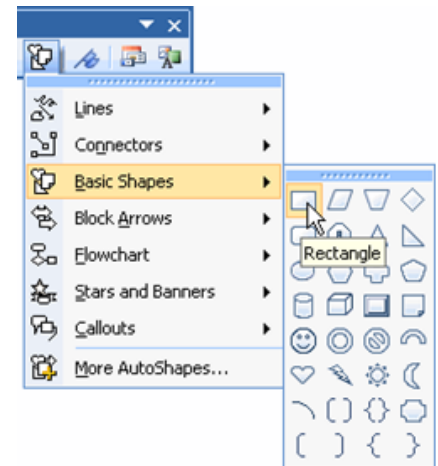 Lines
Connectors
Basic Shapes
Block Arrows
Flowchart
Stars and Banners
Callouts
More AutoShapes...
Rectangle